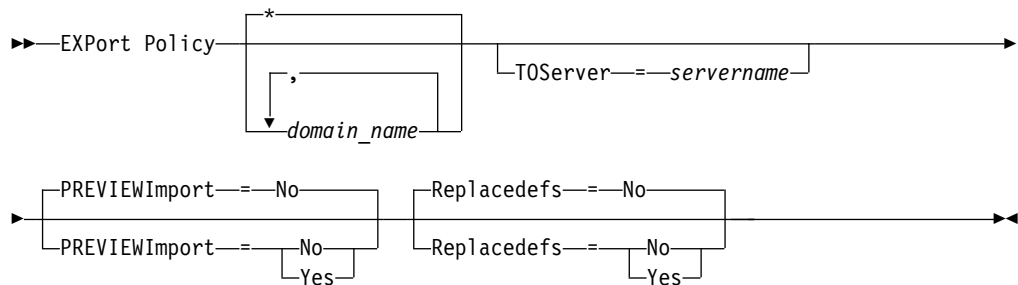 *
EXPort Policy
TOServer = servername
,
domain_name
PREVIEWImport = No
Replacedefs = No
PREVIEWImport = No
Replacedefs = No
Yes
Yes